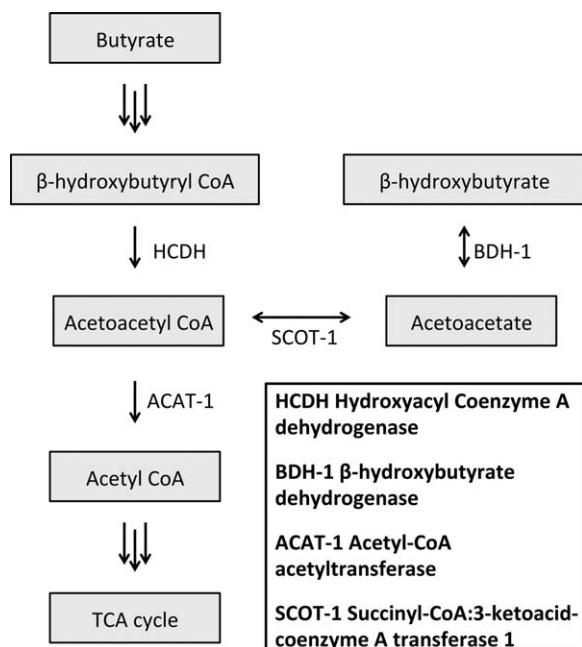 Butyrate
β-hydroxybutyryl CoA
β-hydroxybutyrate
HCDH
BDH-1
Acetoacetyl CoA
SCOT-1
Acetoacetate
ACAT-1
Acetyl CoA
TCA cycle
HCDH Hydroxyacyl Coenzyme A
dehydrogenase
BDH-1 β-hydroxybutyrate
dehydrogenase
ACAT-1 Acetyl-CoA
acetyltransferase
SCOT-1 Succinyl-CoA:3-ketoacid-
coenzyme A transferase 1